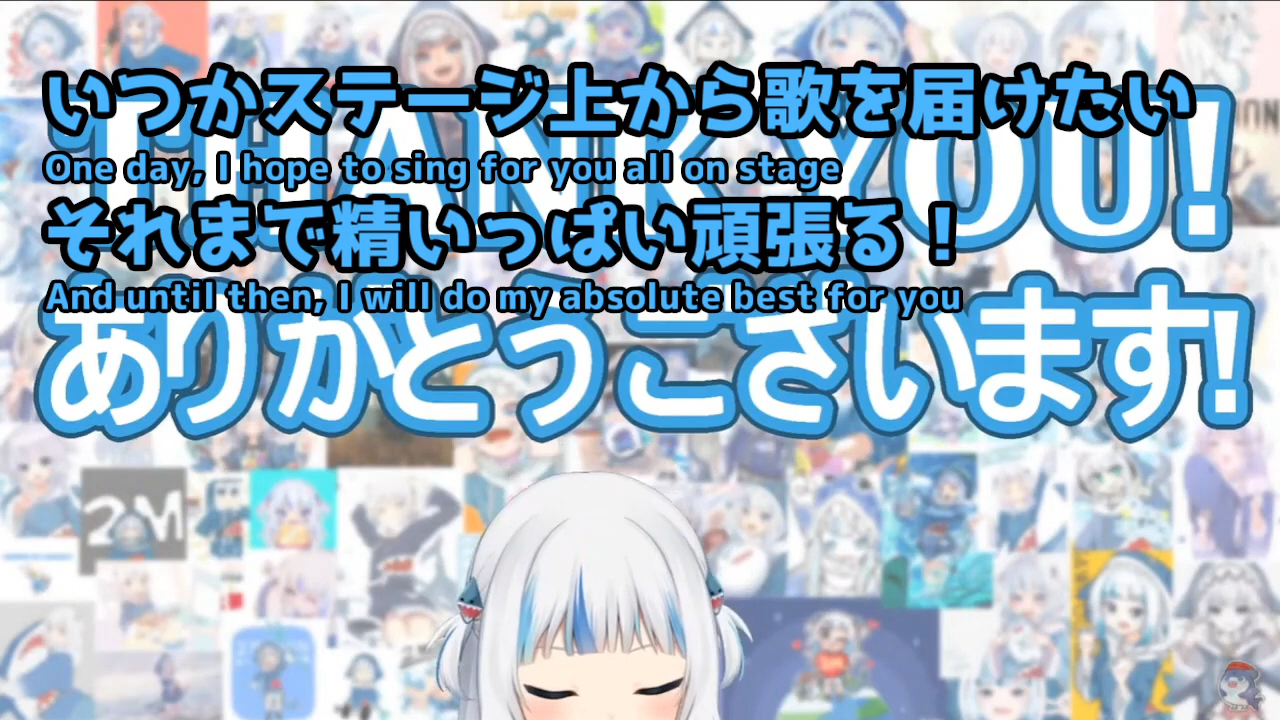 いつかステージ上から歌を届けたい
THANK YOU!
One day, I hope to sing for you all on stage
それまで精いっぱい頑張る！
And until then, I will do my absolute best for you
ありがとうございます!
2M